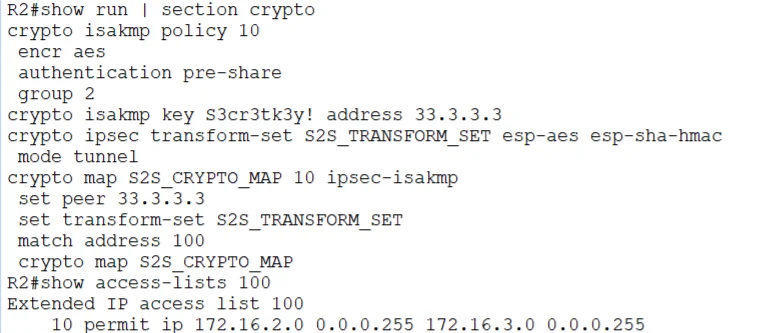 R2#show run | section crypto
crypto isakmp policy 10
encr aes
authentication pre-share
group 2
crypto isakmp key S3cr3tk3y! address 33.3.3.3
crypto ipsec transform-set S2S_TRANSFORM_SET esp-aes esp-sha-hmac
mode tunnel
crypto map S2S_CRYPTO_MAP 10 ipsec-isakmp
set peer 33.3.3.3
set transform-set S2S_TRANSFORM_SET
match address 100
crypto map S2S_CRYPTO_MAP
R2#show access-lists 100
Extended IP access list 100
10 permit ip 172.16.2.0 0.0.0.255 172.16.3.0 0.0.0.255